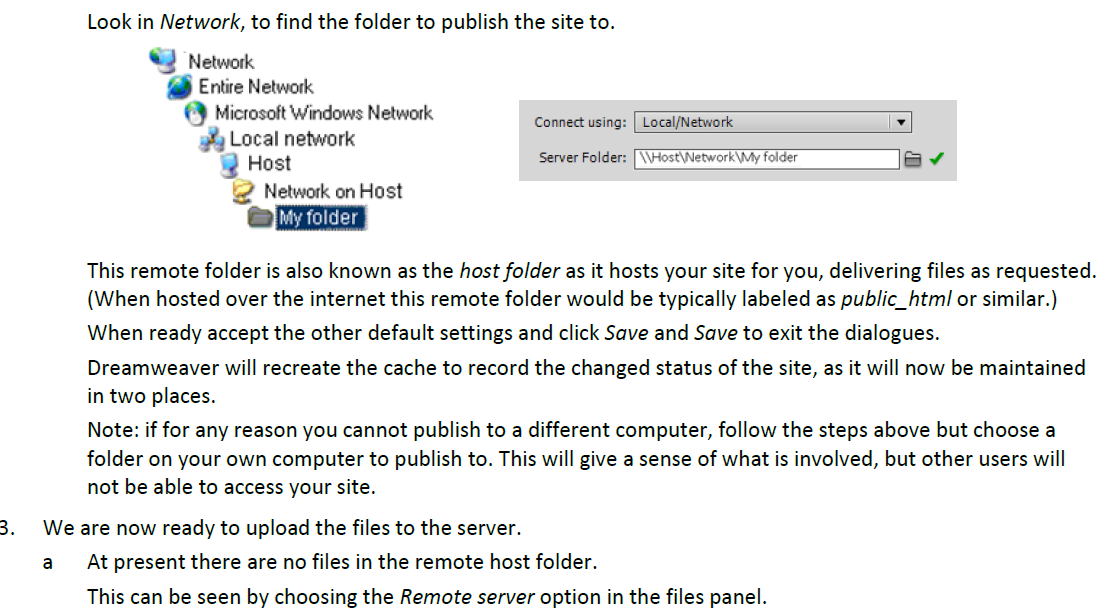 Look in Network, to find the folder to publish the site to.
Network
Entire Network
Microsoft Windows Network
Local network
Host
Network on Host
My folder
Connect using: Local/Network
Server Folder: \\Host\Network\My folder
This remote folder is also known as the host folder as it hosts your site for you, delivering files as requested.
(When hosted over the internet this remote folder would be typically labeled as public_html or similar.)
When ready accept the other default settings and click Save and Save to exit the dialogues.
Dreamweaver will recreate the cache to record the changed status of the site, as it will now be maintained
in two places.
Note: if for any reason you cannot publish to a different computer, follow the steps above but choose a
folder on your own computer to publish to. This will give a sense of what is involved, but other users will
not be able to access your site.
3. We are now ready to upload the files to the server.
a At present there are no files in the remote host folder.
This can be seen by choosing the Remote server option in the files panel.